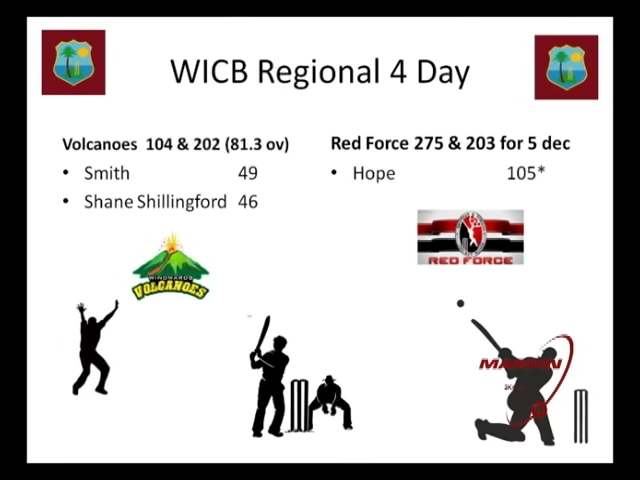 WICB Regional 4 Day
Volcanoes 104 & 202 (81.3 ov)
• Smith 49
• Shane Shillingford 46
Red Force 275 & 203 for 5 dec
• Hope 105*
WINDWARDS
VOLCANOES
RED FORCE